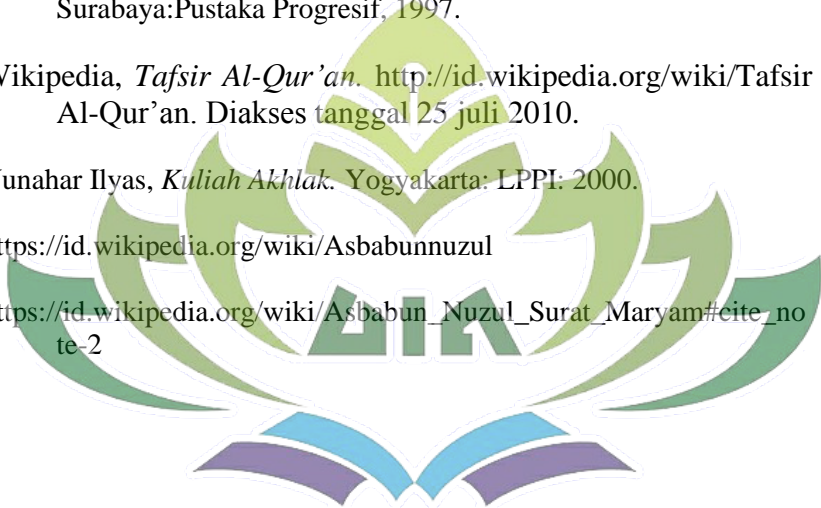 Surabaya:Pustaka Progresif, 1997.
Wikipedia, Tafsir Al-Qur’an. http://id.wikipedia.org/wiki/Tafsir
Al-Qur’an. Diakses tanggal 25 juli 2010.
Yunahar Ilyas, Kuliah Akhlak. Yogyakarta: LPPI: 2000.
https://id.wikipedia.org/wiki/Asbabunnuzul
https://id.wikipedia.org/wiki/Asbabun_Nuzul_Surat_Maryam#cite_no
te-2